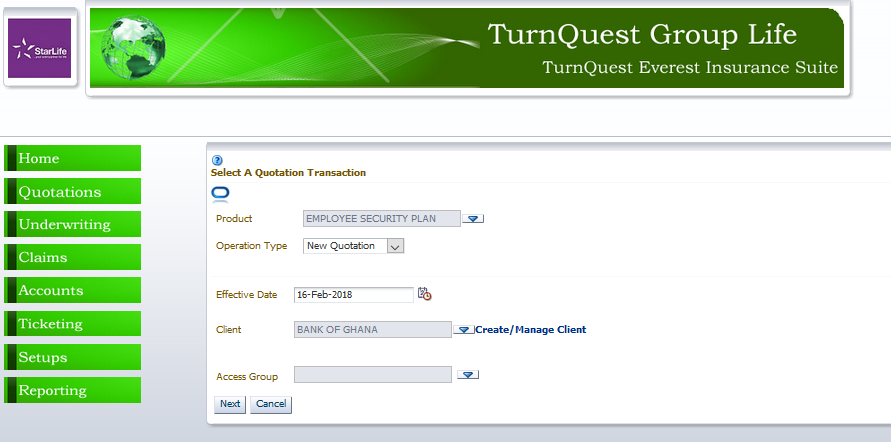 StarLife
TurnQuest Group Life
TurnQuest Everest Insurance Suite
Home
Quotations
Underwriting
Claims
Accounts
Ticketing
Setups
Reporting
Select A Quotation Transaction
Product EMPLOYEE SECURITY PLAN
Operation Type New Quotation
Effective Date 16-Feb-2018
Client BANK OF GHANA Create/Manage Client
Access Group
Next Cancel